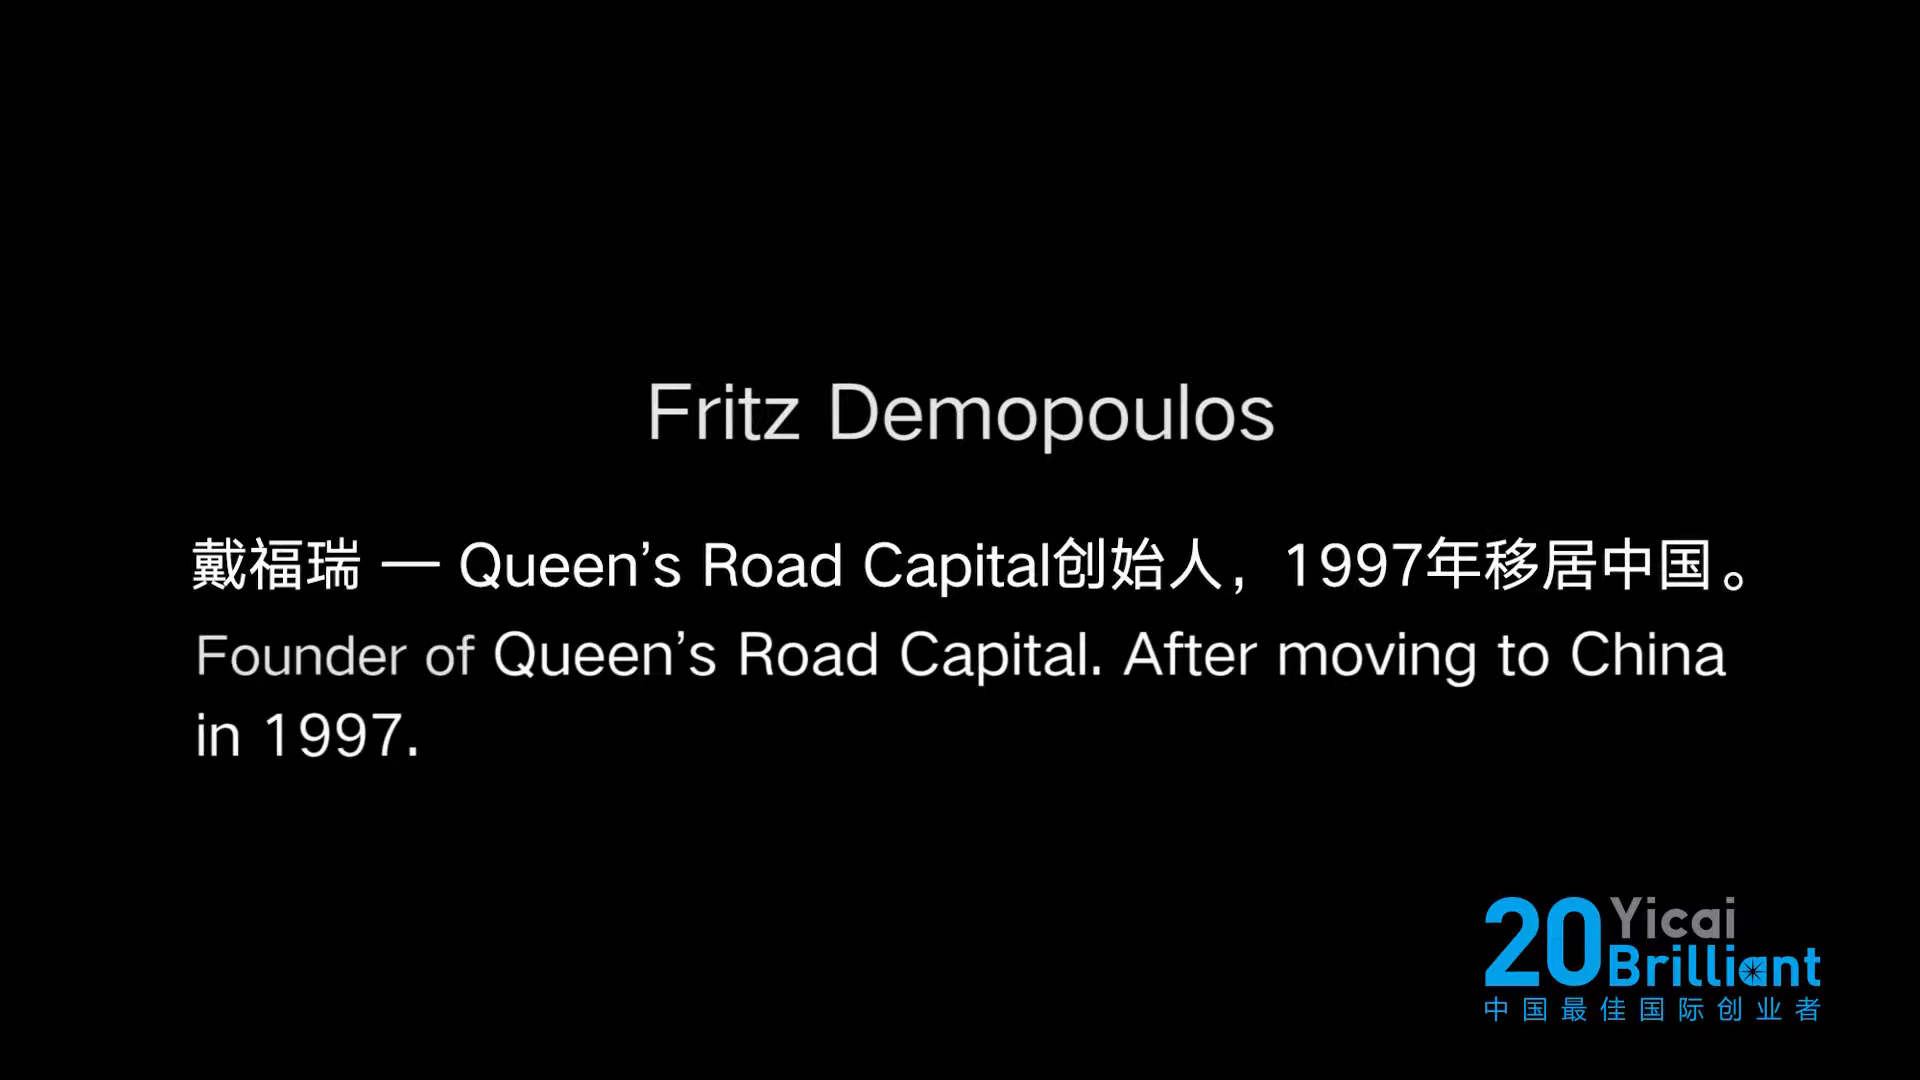 Fritz Demopoulos
戴福瑞 — Queen’s Road Capital创始人，1997年移居中国。
Founder of Queen’s Road Capital. After moving to China
in 1997.
20 Yicai
Brilliant
中国最佳国际创业者